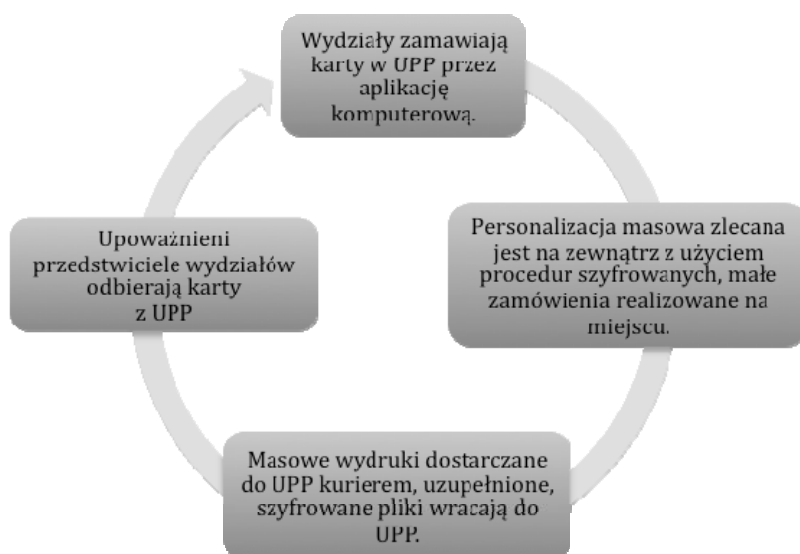 Wydziały zamawiają
karty w UPP przez
aplikację
komputerową.
Personalizacja masowa zlecana
jest na zewnątrz z użyciem
procedur szyfrowanych, małe
zamówienia realizowane na
miejscu.
Masowe wydruki dostarczane
do UPP kurierem, uzupełnione,
szyfrowane pliki wracają do
UPP.
Upoważnieni
przedstwiciele wydziałów
odbierają karty
z UPP